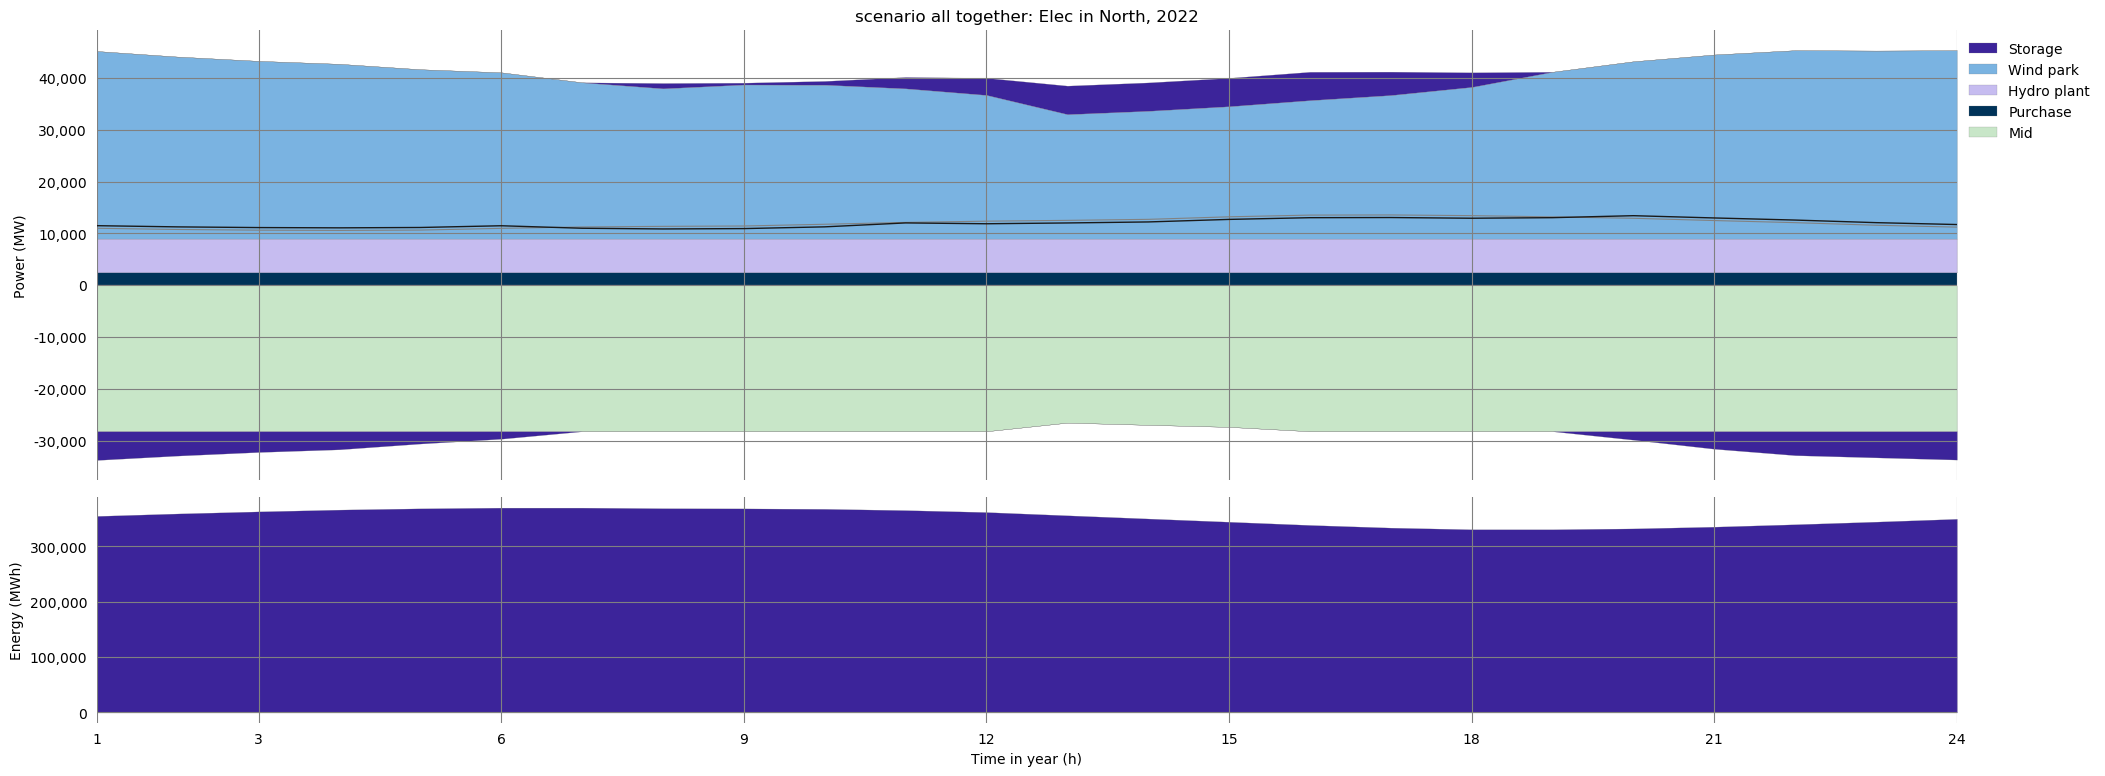 scenario all together: Elec in North, 2022
Power (MW)
40,000
30,000
20,000
10,000
0
-10,000
-20,000
-30,000
Storage
Wind park
Hydro plant
Purchase
Mid
Energy (MWh)
300,000
200,000
100,000
0
1 3 6 9 12 15 18 21 24
Time in year (h)